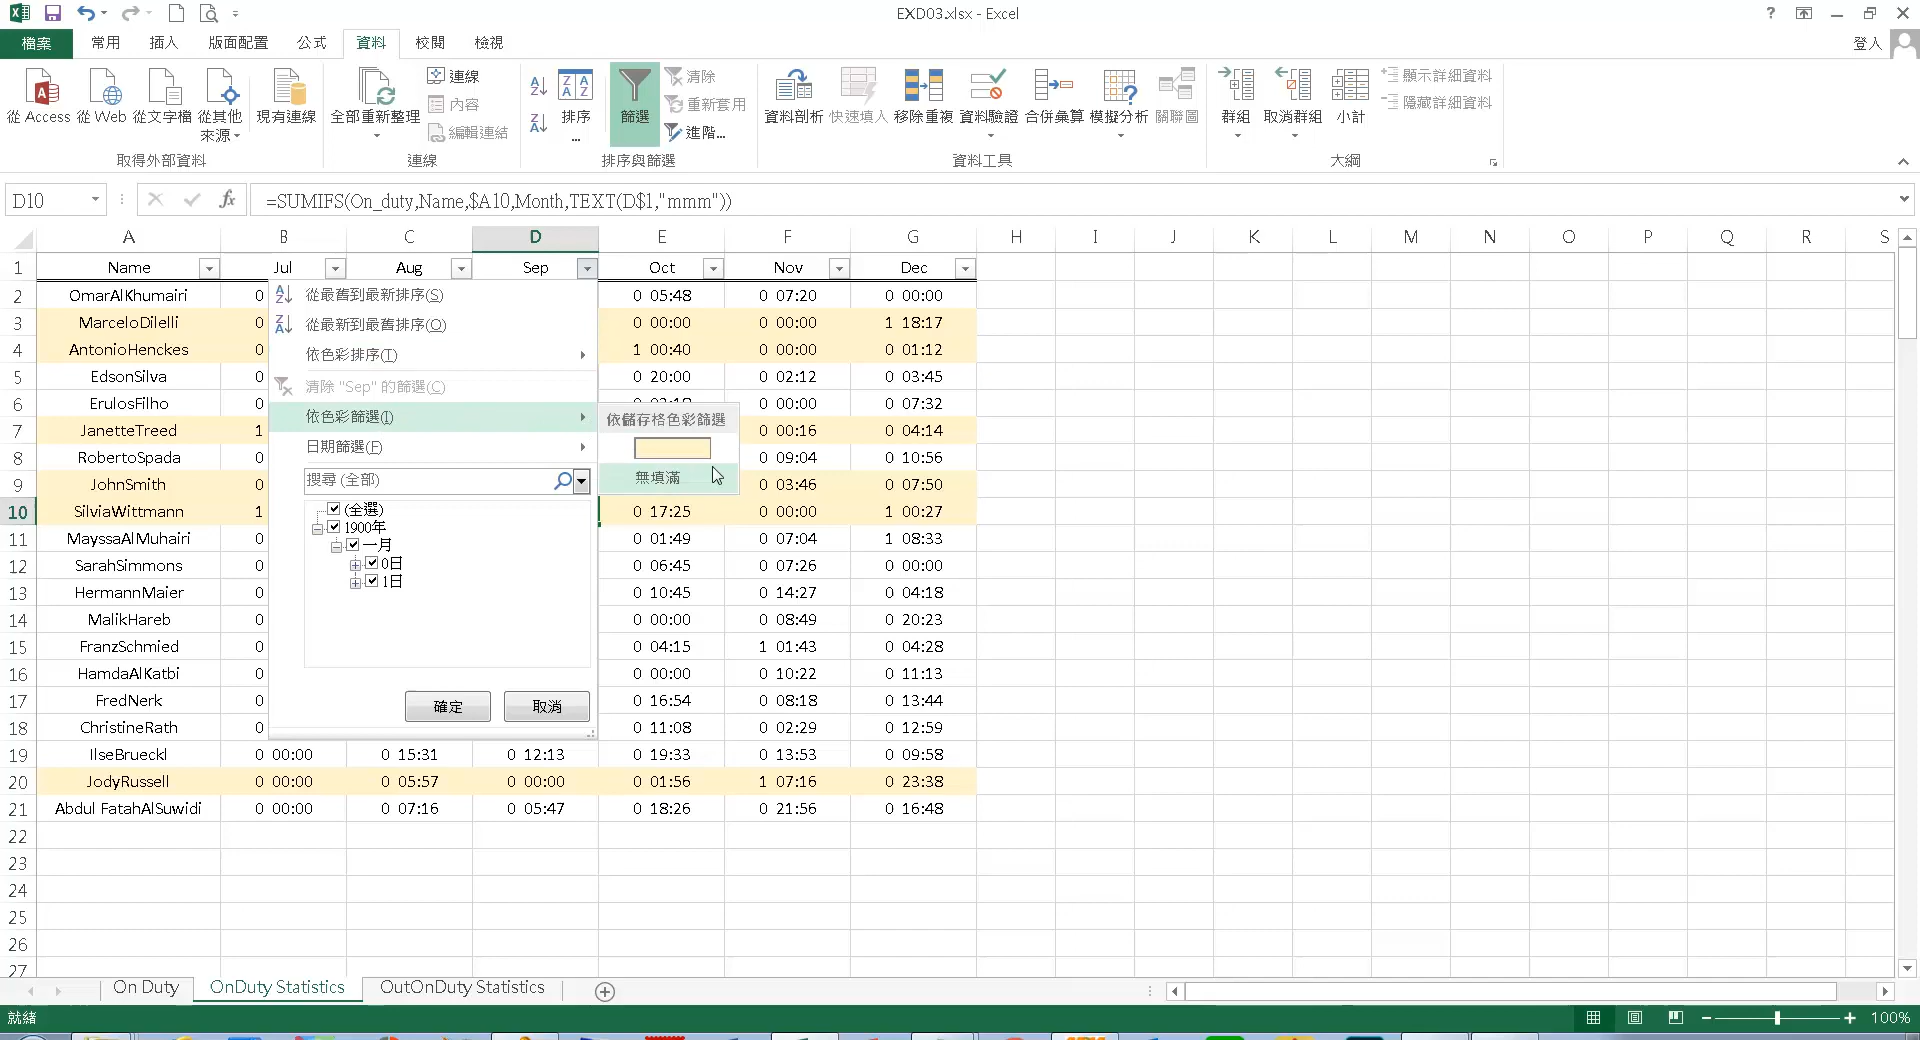 EXD03.xlsx - Excel
檔案 常用 插入 版面配置 公式 資料 校閱 檢視 登入
從 Access 從 Web 從文字檔 從其他來源 現有連線 全部重新整理 連線 內容 編輯連結 排序... 篩選 清除 重新套用 進階... 資料剖析 快速填入 移除重複 資料驗證 合併彙算 模擬分析 關聯圖 群組 取消群組 小計 顯示詳細資料 隱藏詳細資料
取得外部資料 連線 排序與篩選 資料工具 大綱
D10 fx =SUMIFS(On_duty,Name,$A10,Month,TEXT(D$1,"mmm"))
A B C D E F G H I J K L M N O P Q R S
1 Name Jul Aug Sep Oct Nov Dec
2 OmarAlKhumairi 0 0 05:48 0 07:20 0 00:00
3 MarceloDilelli 0 0 00:00 0 00:00 1 18:17
4 AntonioHenckes 0 1 00:40 0 00:00 0 01:12
5 EdsonSilva 0 0 20:00 0 02:12 0 03:45
6 ErulosFilho 0 0 00:00 0 07:32
7 JanetteTreed 1 0 00:16 0 04:14
8 RobertoSpada 0 0 09:04 0 10:56
9 JohnSmith 0 0 03:46 0 07:50
10 SilviaWittmann 1 0 17:25 0 00:00 1 00:27
11 MayssaAlMuhairi 0 0 01:49 0 07:04 1 08:33
12 SarahSimmons 0 0 06:45 0 07:26 0 00:00
13 HermannMaier 0 0 10:45 0 14:27 0 04:18
14 MalikHareb 0 0 00:00 0 08:49 0 20:23
15 FranzSchmied 0 0 04:15 1 01:43 0 04:28
16 HamdaAlKatbi 0 0 00:00 0 10:22 0 11:13
17 FredNerk 0 0 16:54 0 08:18 0 13:44
18 ChristineRath 0 0 11:08 0 02:29 0 12:59
19 IlseBrueckl 0 00:00 0 15:31 0 12:13 0 19:33 0 13:53 0 09:58
20 JodyRussell 0 00:00 0 05:57 0 00:00 0 01:56 1 07:16 0 23:38
21 Abdul FatahAlSuwidi 0 00:00 0 07:16 0 05:47 0 18:26 0 21:56 0 16:48
22
23
24
25
26
27
從最舊到最新排序(S)
從最新到最舊排序(O)
依色彩排序(T)
清除 "Sep" 的篩選(C)
依色彩篩選(I)
日期篩選(F)
搜尋 (全部)
(全選)
1900年
一月
0日
1日
確定 取消
依儲存格色彩篩選
無填滿
On Duty OnDuty Statistics OutOnDuty Statistics
就緒 100%